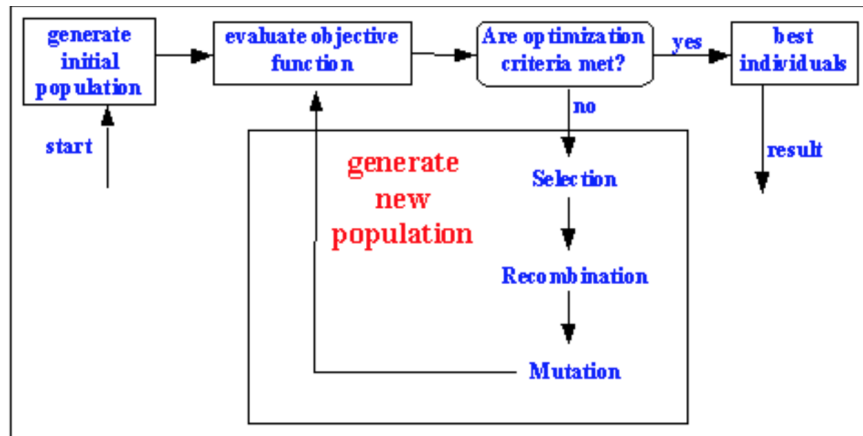 generate
initial
population
evaluate objective
function
Are optimization
criteria met?
yes
best
individuals
start
no
result
generate
new
population
Selection
Recombination
Mutation